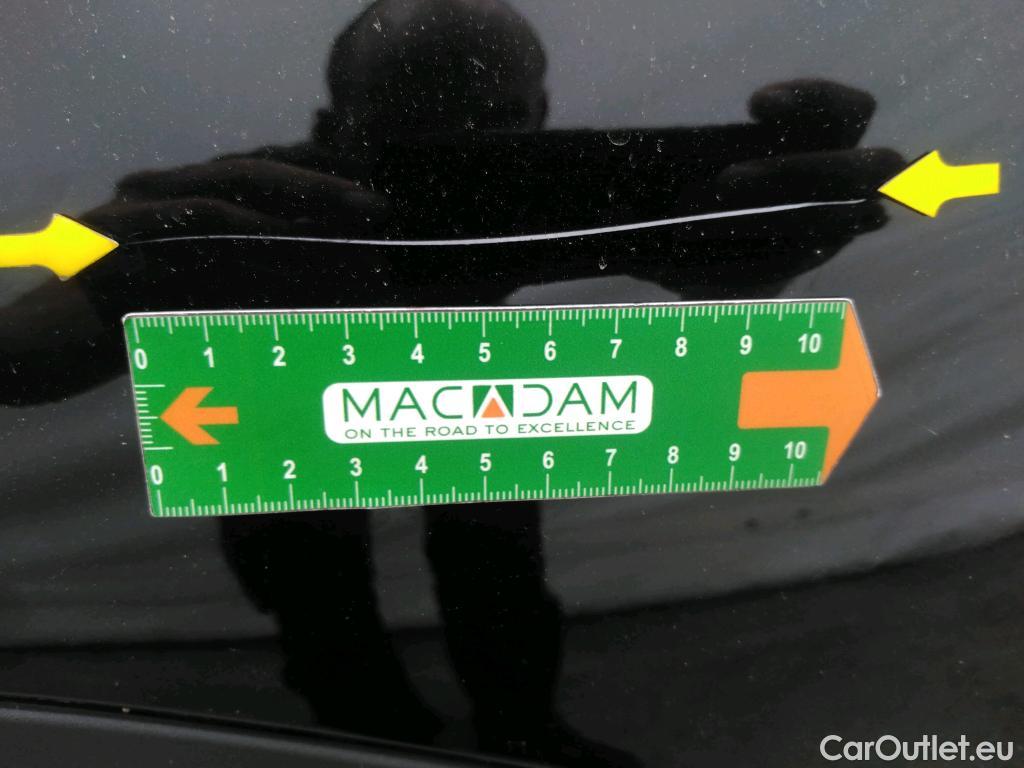 0 1 2 3 4 5 6 7 8 9 10
MACADAM
ON THE ROAD TO EXCELLENCE
0 1 2 3 4 5 6 7 8 9 10
CarOutlet.eu